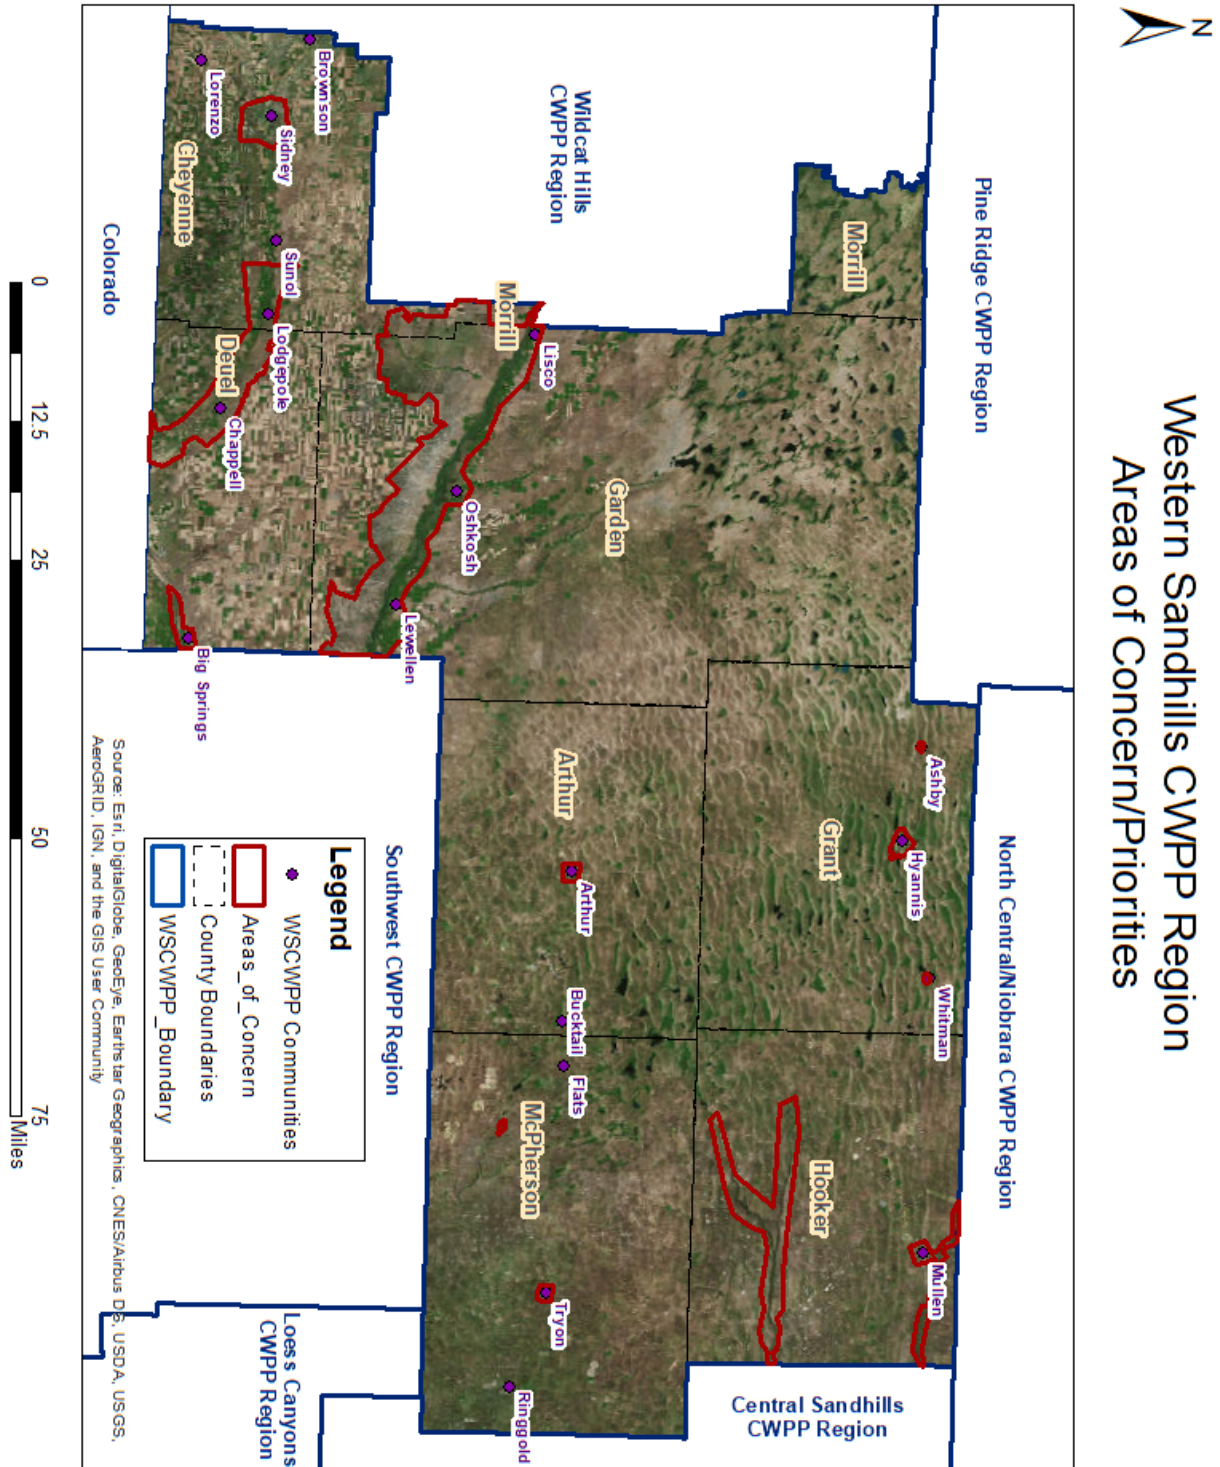 Western Sandhills CWPP Region
Areas of Concern/Priorities
N
Pine Ridge CWPP Region
North Central/Niobrara CWPP Region
Wildcat Hills
CWPP Region
Central Sandhills
CWPP Region
Southwest CWPP Region
Loess Canyons
CWPP Region
Colorado
Morrill
Garden
Grant
Hooker
Arthur
McPherson
Morrill
Cheyenne
Deuel
Ashby
Hyannis
Whitman
Mullen
Arthur
Bucktail
Flats
Tryon
Ringgold
Lisco
Oshkosh
Lewellen
Brownson
Sidney
Lorenzo
Sunol
Lodgepole
Chappell
Big Springs
Legend
WSCWPP Communities
Areas_of_Concern
County Boundaries
WSCWPP_Boundary
Source: Esri, DigitalGlobe, GeoEye, Earthstar Geographics, CNES/Airbus DS, USDA, USGS,
AeroGRID, IGN, and the GIS User Community
0 12.5 25 50 75
Miles